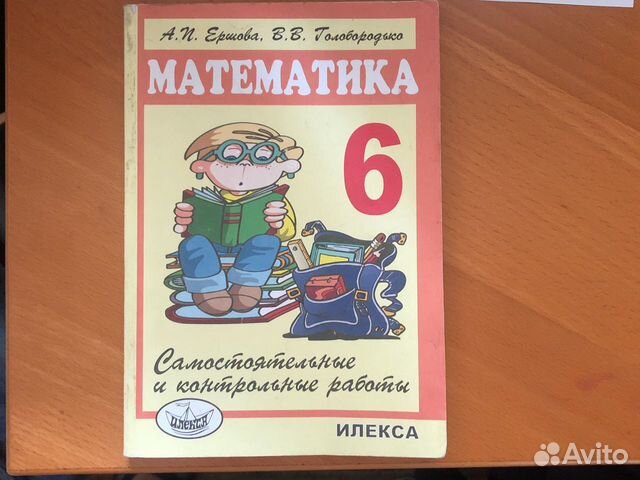 А.П. Ершова, В.В. Голобородько
МАТЕМАТИКА
6
Самостоятельные
и контрольные работы
ИЛЕКСА
ИЛЕКСА
Avito